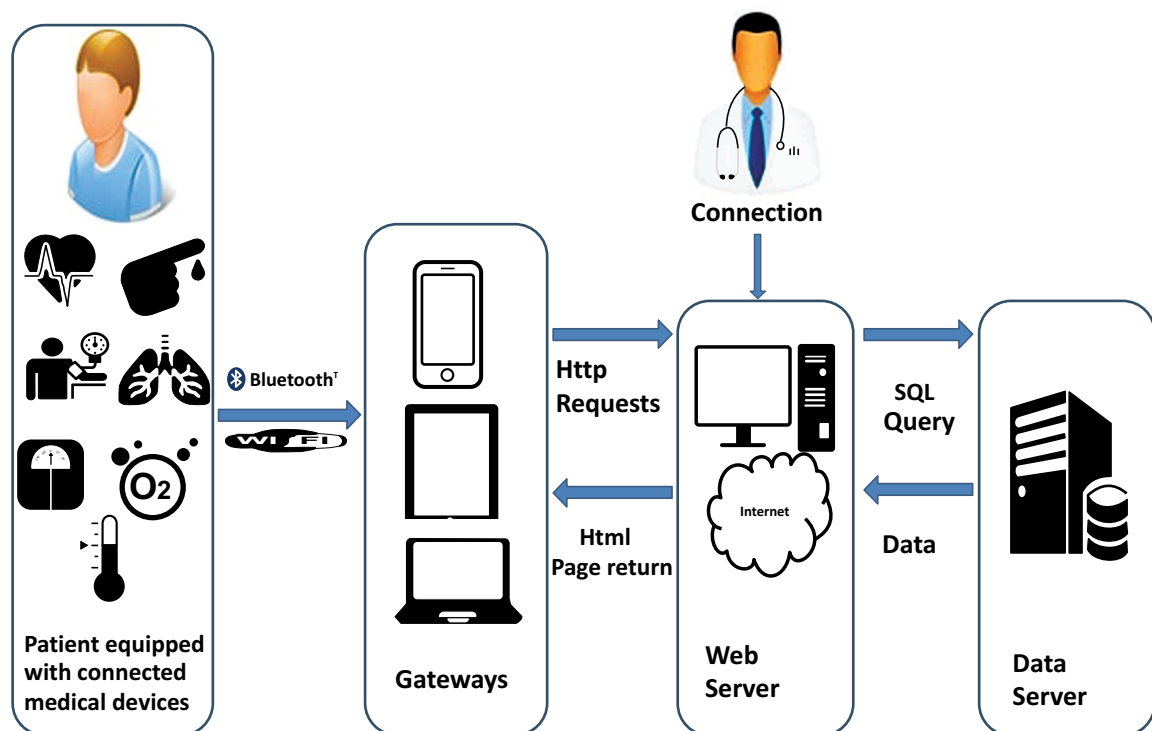 O2
Patient equipped
with connected
medical devices
Bluetoothᵀ
WI FI
Gateways
Http
Requests
Html
Page return
Connection
Internet
Web
Server
SQL
Query
Data
Data
Server